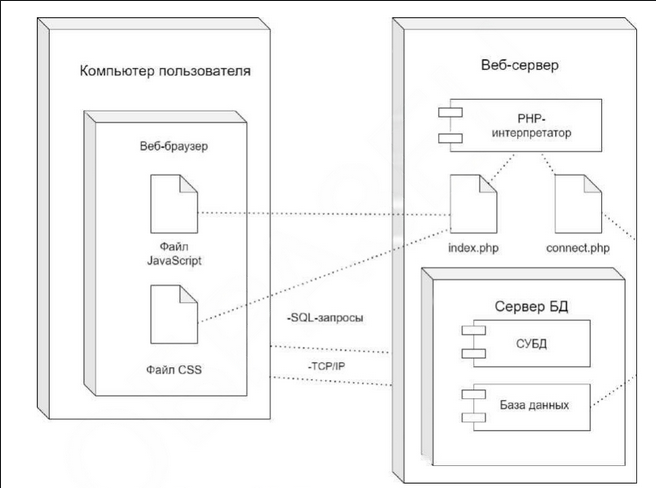 Компьютер пользователя
Веб-браузер
Файл
JavaScript
Файл CSS
-SQL-запросы
-TCP/IP
Веб-сервер
PHP-
интерпретатор
index.php
connect.php
Сервер БД
СУБД
База данных